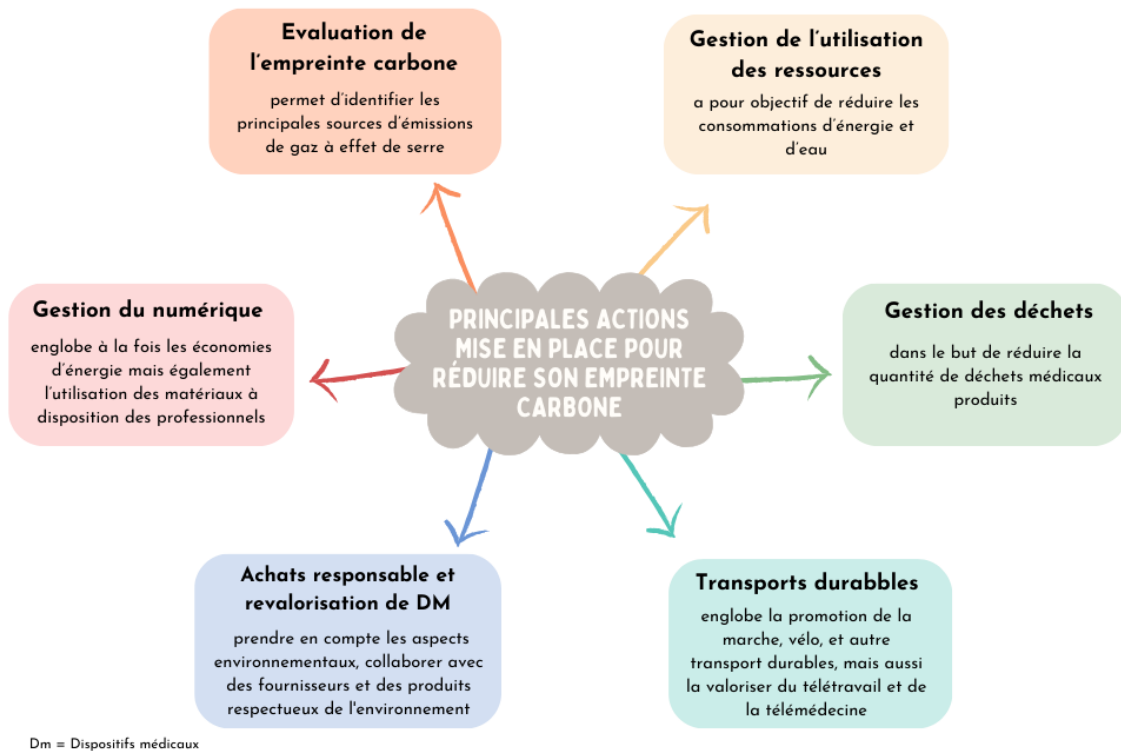 Evaluation de
l'empreinte carbone
permet d'identifier les
principales sources d'émissions
de gaz à effet de serre
Gestion de l'utilisation
des ressources
a pour objectif de réduire les
consommations d'énergie et
d'eau
Gestion du numérique
englobe à la fois les économies
d'énergie mais également
l'utilisation des matériaux à
disposition des professionnels
PRINCIPALES ACTIONS
MISE EN PLACE POUR
RÉDUIRE SON EMPREINTE
CARBONE
Gestion des déchets
dans le but de réduire la
quantité de déchets médicaux
produits
Achats responsable et
revalorisation de DM
prendre en compte les aspects
environnementaux, collaborer avec
des fournisseurs et des produits
respectueux de l'environnement
Transports durabbles
englobe la promotion de la
marche, vélo, et autre
transport durables, mais aussi
la valoriser du télétravail et de
la télémédecine
Dm = Dispositifs médicaux